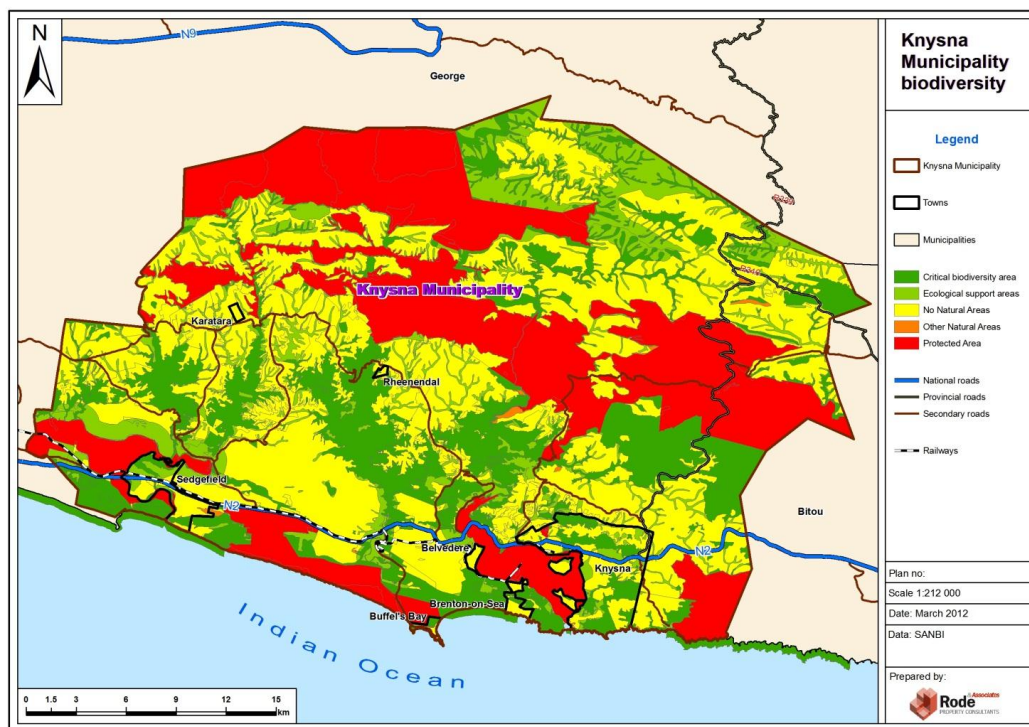 N
N9
George
Knysna Municipality
Karatara
Rheenendal
Sedgefield
N2
Belvedere
Knysna
N2
Bitou
Brenton-on-Sea
Buffel's Bay
Indian Ocean
0 1.5 3 6 9 12 15
km
Knysna
Municipality
biodiversity
Legend
Knysna Municipality
Towns
Municipalities
Critical biodiversity area
Ecological support areas
No Natural Areas
Other Natural Areas
Protected Area
National roads
Provincial roads
Secondary roads
Railways
Plan no:
Scale 1:212 000
Date: March 2012
Data: SANBI
Prepared by:
& Associates
Rode
PROPERTY CONSULTANTS